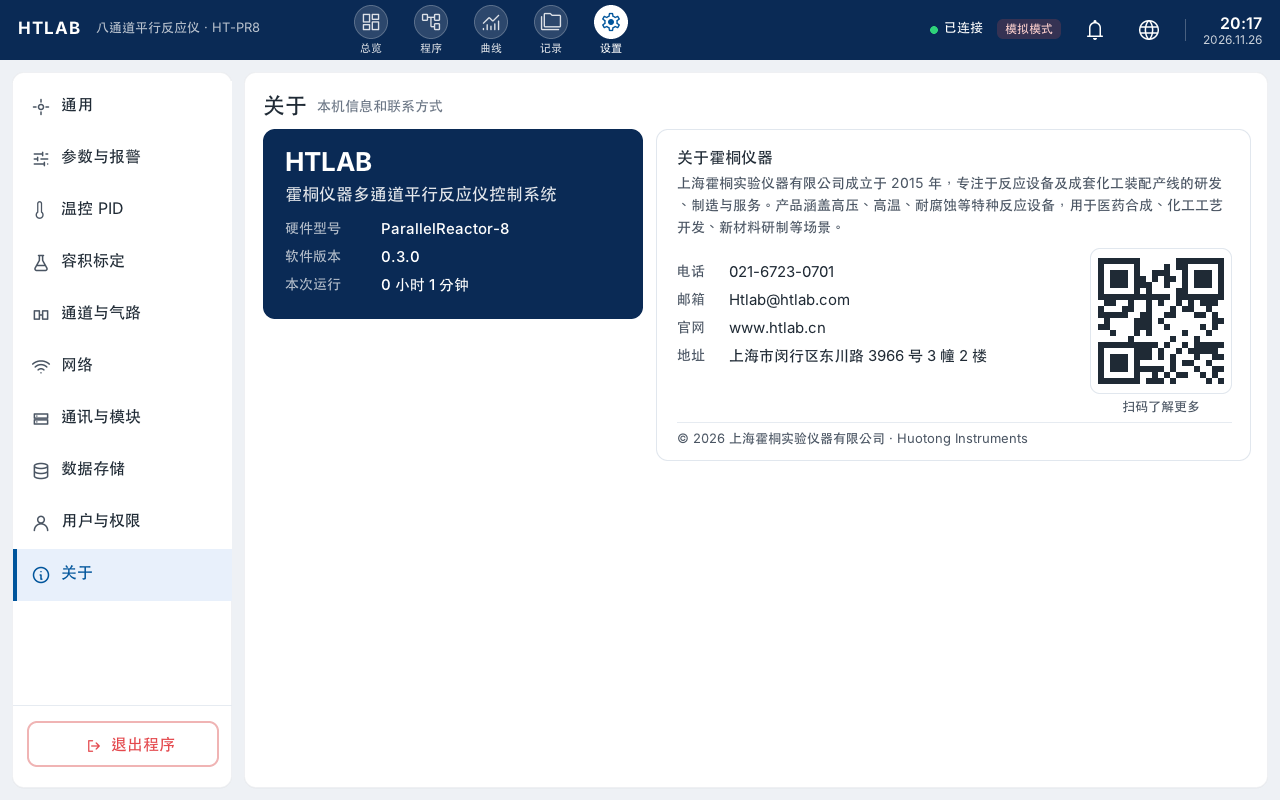 HTLAB 八通道平行反应仪 · HT-PR8
总览 程序 曲线 记录 设置
已连接 模拟模式 20:17
2026.11.26
通用
参数与报警
温控 PID
容积标定
通道与气路
网络
通讯与模块
数据存储
用户与权限
关于
退出程序
关于 本机信息和联系方式
HTLAB
霍桐仪器多通道平行反应仪控制系统
硬件型号 ParallelReactor-8
软件版本 0.3.0
本次运行 0 小时 1 分钟
关于霍桐仪器
上海霍桐实验仪器有限公司成立于 2015 年，专注于反应设备及成套化工装配产线的研发
、制造与服务。产品涵盖高压、高温、耐腐蚀等特种反应设备，用于医药合成、化工工艺
开发、新材料研制等场景。
电话 021-6723-0701
邮箱 Htlab@htlab.com
官网 www.htlab.cn
地址 上海市闵行区东川路 3966 号 3 幢 2 楼
扫码了解更多
© 2026 上海霍桐实验仪器有限公司 · Huotong Instruments